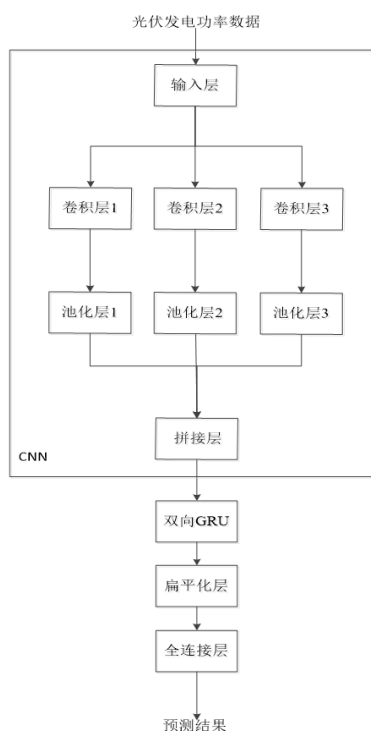 光伏发电功率数据
输入层
卷积层1
卷积层2
卷积层3
池化层1
池化层2
池化层3
拼接层
CNN
双向GRU
扁平化层
全连接层
预测结果